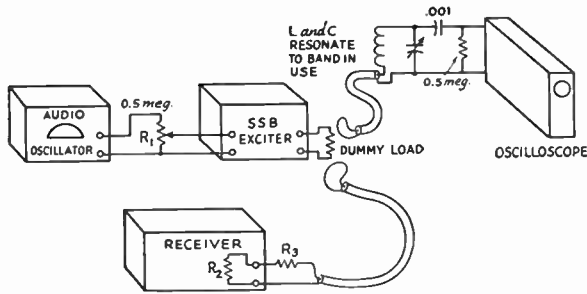 .001
L and C
RESONATE
TO BAND IN
USE
0.5 meg.
OSCILLOSCOPE
AUDIO
OSCILLATOR
0.5 meg.
R1
SSB
EXCITER
DUMMY LOAD
RECEIVER
R2
R3